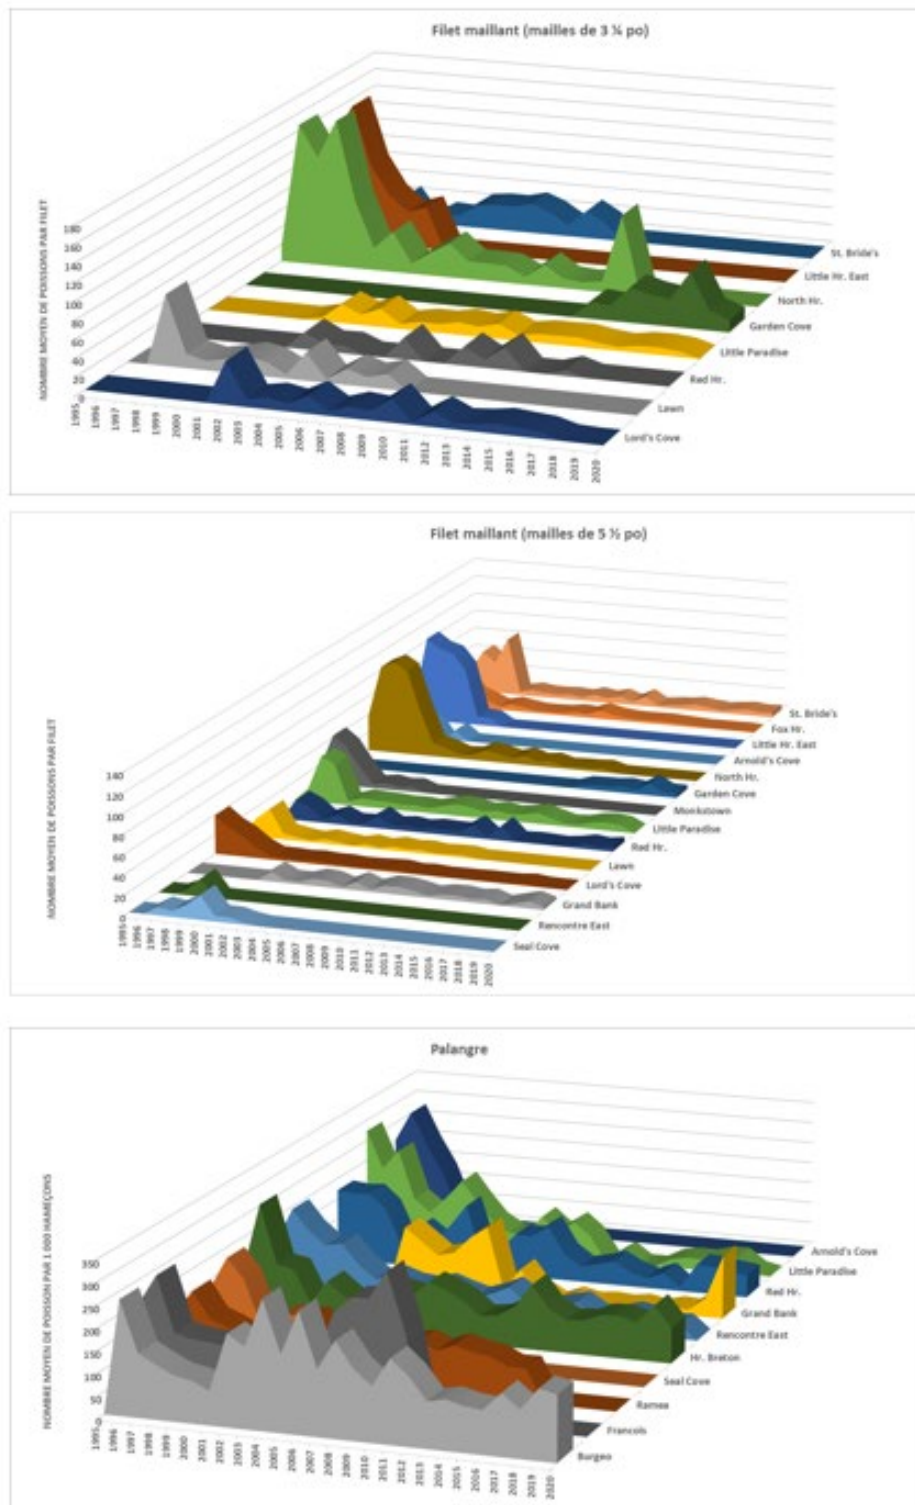 Filet maillant (mailles de 3 ¼ po)
NOMBRE MOYEN DE POISSONS PAR FILET
180
160
140
120
100
80
60
40
20
0
1995
1996
1997
1998
1999
2000
2001
2002
2003
2004
2005
2006
2007
2008
2009
2010
2011
2012
2013
2014
2015
2016
2017
2018
2019
2020
St. Bride's
Little Hr. East
North Hr.
Garden Cove
Little Paradise
Red Hr.
Lawn
Lord's Cove
Filet maillant (mailles de 5 ½ po)
NOMBRE MOYEN DE POISSONS PAR FILET
140
120
100
80
60
40
20
0
1995
1996
1997
1998
1999
2000
2001
2002
2003
2004
2005
2006
2007
2008
2009
2010
2011
2012
2013
2014
2015
2016
2017
2018
2019
2020
St. Bride's
Fox Hr.
Little Hr. East
Arnold's Cove
North Hr.
Garden Cove
Monkstown
Little Paradise
Red Hr.
Lawn
Lord's Cove
Grand Bank
Rencontre East
Seal Cove
Palangre
NOMBRE MOYEN DE POISSON PAR 1 000 HAMEÇONS
350
300
250
200
150
100
50
0
1995
1996
1997
1998
1999
2000
2001
2002
2003
2004
2005
2006
2007
2008
2009
2010
2011
2012
2013
2014
2015
2016
2017
2018
2019
2020
Arnold's Cove
Little Paradise
Red Hr.
Grand Bank
Rencontre East
Hr. Breton
Seal Cove
Ramea
Francois
Burgeo